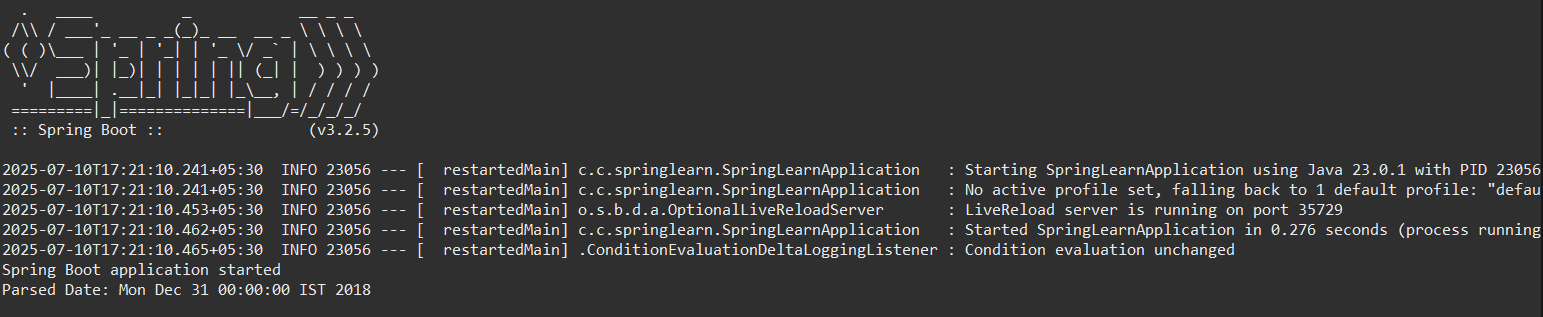 .   ____          _            __ _ _
 /\\ / ___'_ __ _ _(_)_ __  __ _ \ \ \ \
( ( )\___ | '_ | '_| | '_ \/ _` | \ \ \ \
 \\/  ___)| |_)| | | | | || (_| |  ) ) ) )
  '  |____| .__|_| |_|_| |_\__, | / / / /
 =========|_|==============|___/=/_/_/_/
 :: Spring Boot ::                (v3.2.5)
2025-07-10T17:21:10.241+05:30  INFO 23056 --- [  restartedMain] c.c.springlearn.SpringLearnApplication   : Starting SpringLearnApplication using Java 23.0.1 with PID 23056
2025-07-10T17:21:10.241+05:30  INFO 23056 --- [  restartedMain] c.c.springlearn.SpringLearnApplication   : No active profile set, falling back to 1 default profile: "defau
2025-07-10T17:21:10.453+05:30  INFO 23056 --- [  restartedMain] o.s.b.d.a.OptionalLiveReloadServer       : LiveReload server is running on port 35729
2025-07-10T17:21:10.462+05:30  INFO 23056 --- [  restartedMain] c.c.springlearn.SpringLearnApplication   : Started SpringLearnApplication in 0.276 seconds (process running
2025-07-10T17:21:10.465+05:30  INFO 23056 --- [  restartedMain] .ConditionEvaluationDeltaLoggingListener : Condition evaluation unchanged
Spring Boot application started
Parsed Date: Mon Dec 31 00:00:00 IST 2018